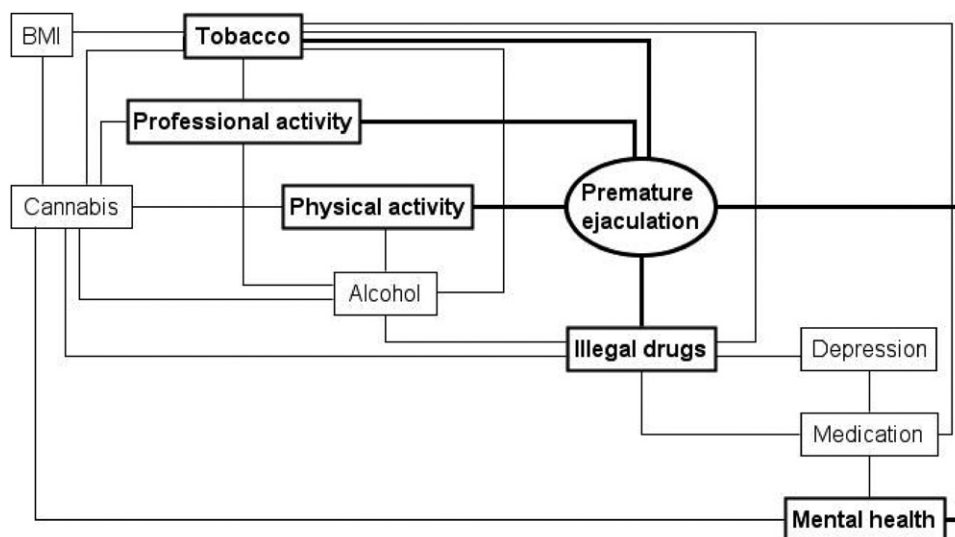 BMI
Tobacco
Professional activity
Cannabis
Physical activity
Premature
ejaculation
Alcohol
Illegal drugs
Depression
Medication
Mental health